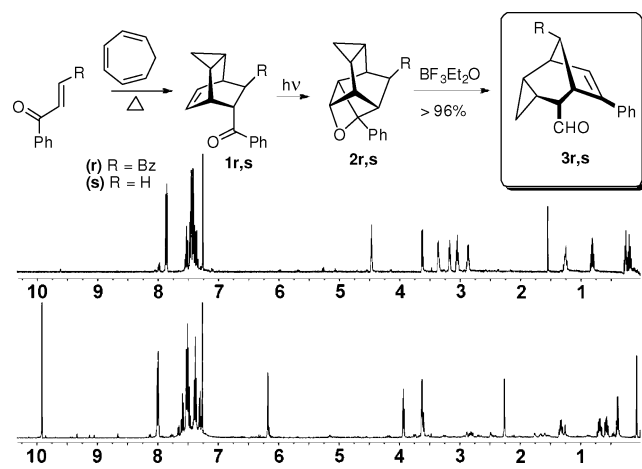 R
O
Ph
△
(r) R = Bz
(s) R = H
R
O
Ph
1r,s
hν
R
O
Ph
2r,s
BF3Et2O
> 96%
R
Ph
CHO
3r,s
10 9 8 7 6 5 4 3 2 1
10 9 8 7 6 5 4 3 2 1